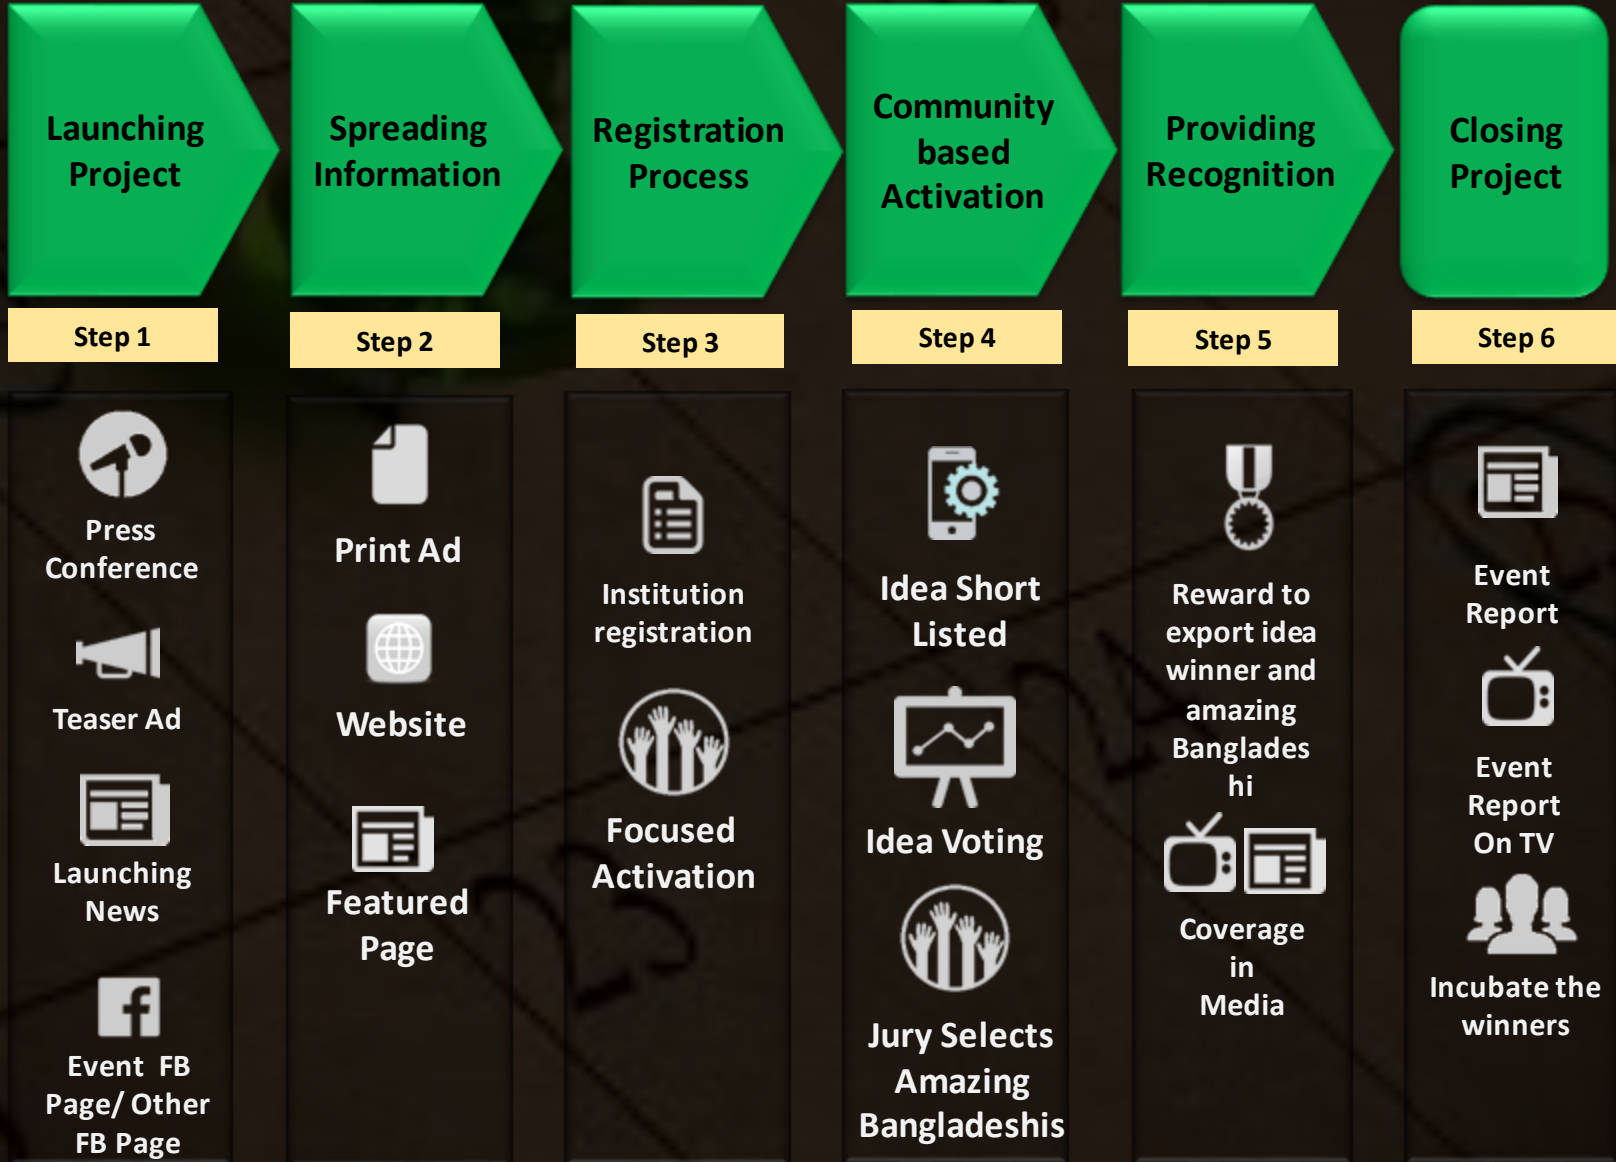 Launching
Project
Spreading
Information
Registration
Process
Community
based
Activation
Providing
Recognition
Closing
Project
Step 1
Step 2
Step 3
Step 4
Step 5
Step 6
Press
Conference
Teaser Ad
Launching
News
Event FB
Page/ Other
FB Page
Print Ad
Website
Featured
Page
Institution
registration
Focused
Activation
Idea Short
Listed
Idea Voting
Jury Selects
Amazing
Bangladeshis
Reward to
export idea
winner and
amazing
Banglades
hi
Coverage
in
Media
Event
Report
Event
Report
On TV
Incubate the
winners
23
24